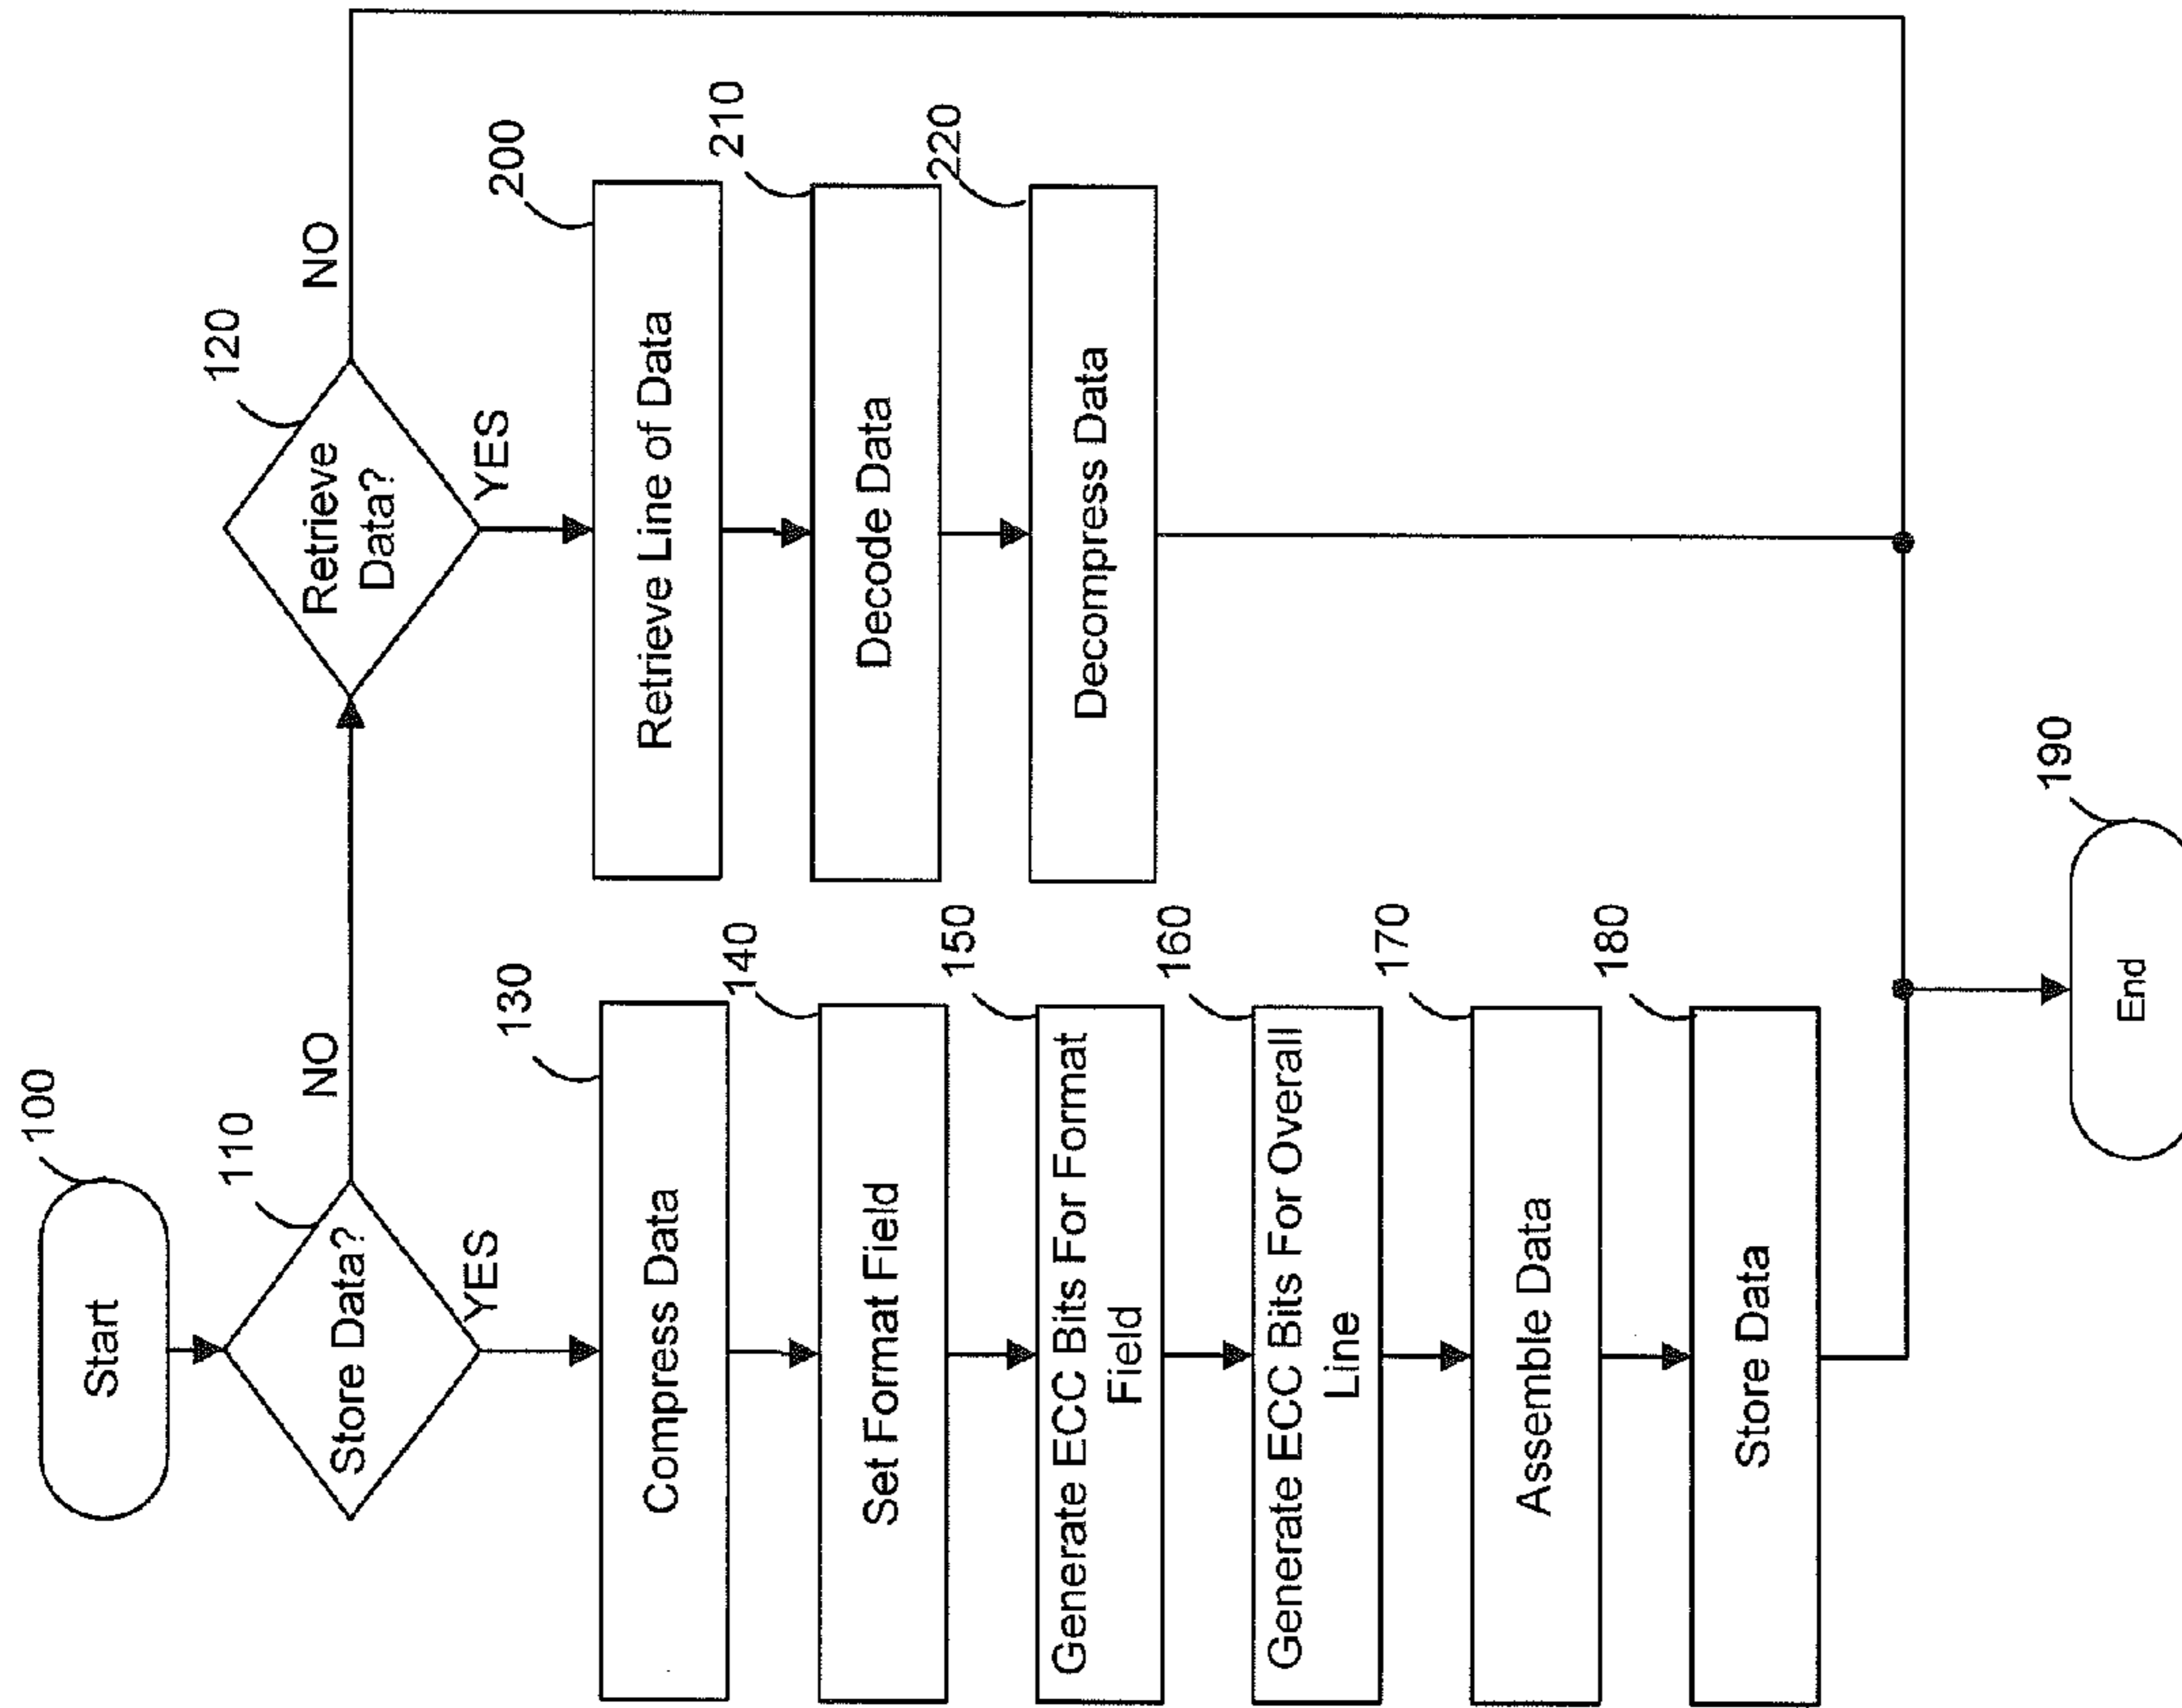 100
Start
110
Store Data?
NO
YES
120
Retrieve
Data?
NO
YES
130
Compress Data
140
Set Format Field
150
Generate ECC Bits For Format
Field
160
Generate ECC Bits For Overall
Line
170
Assemble Data
180
Store Data
200
Retrieve Line of Data
210
Decode Data
220
Decompress Data
190
End